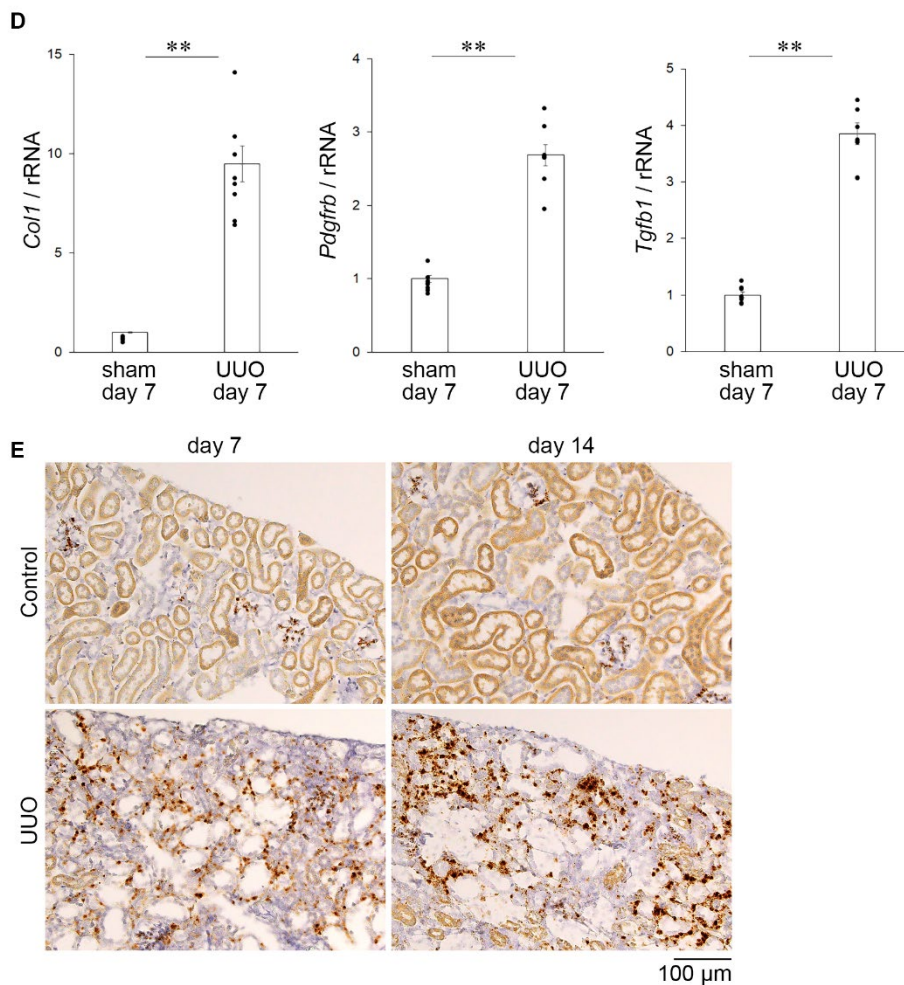 D
**
Col1 / rRNA
15
10
5
0
sham
day 7
UUO
day 7
**
Pdgfrb / rRNA
4
3
2
1
0
sham
day 7
UUO
day 7
**
Tgfb1 / rRNA
5
4
3
2
1
0
sham
day 7
UUO
day 7
E
day 7
day 14
Control
UUO
100 µm